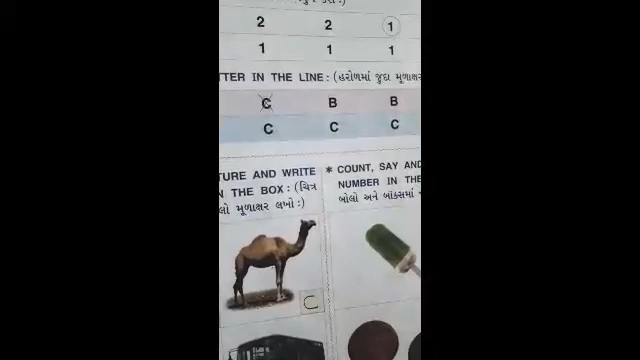 2 2 1
1 1 1
TER IN THE LINE : (હરોળમાં જુદા મૂળાક્ષર
C B B
C C C
TURE AND WRITE
N THE BOX : (ચિત્ર
લો મૂળાક્ષર લખો :)
* COUNT, SAY AND
NUMBER IN THE
બોલો અને બૉક્સમાં
C